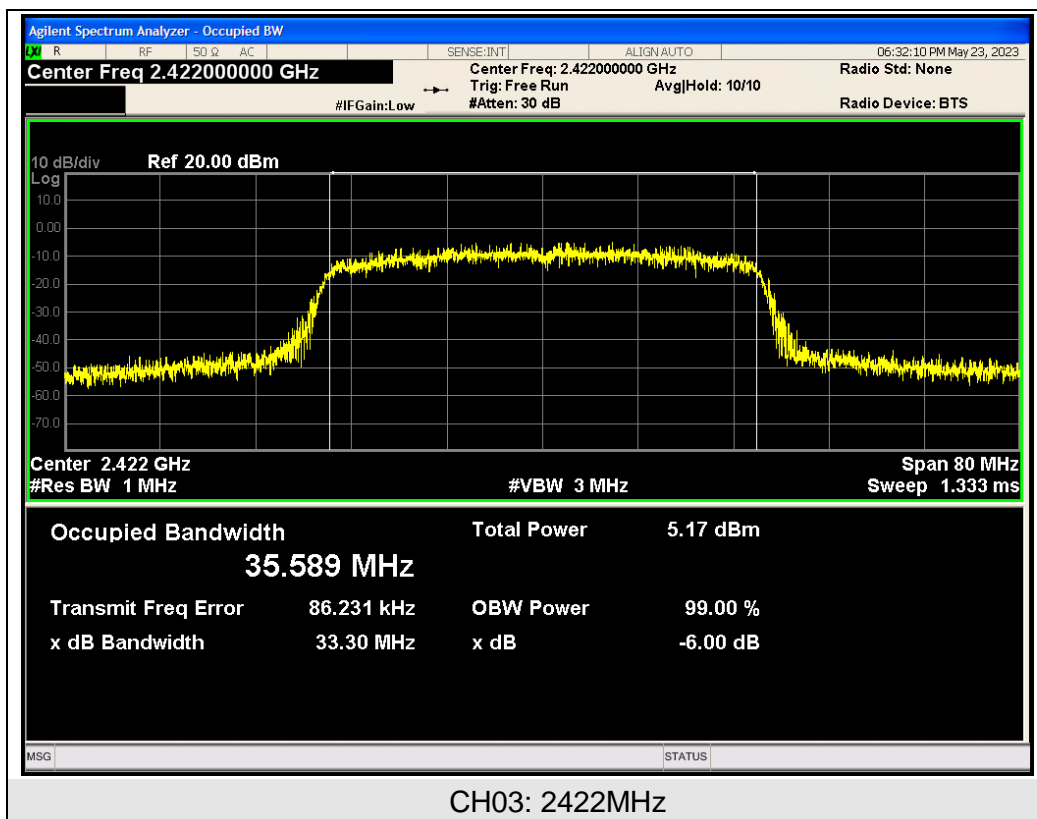 Agilent Spectrum Analyzer - Occupied BW
LXI R RF 50 Ω AC SENSE:INT ALIGN AUTO 06:32:10 PM May 23, 2023
Center Freq 2.422000000 GHz Center Freq: 2.422000000 GHz Radio Std: None
Trig: Free Run Avg|Hold: 10/10
#IFGain:Low #Atten: 30 dB Radio Device: BTS
10 dB/div Ref 20.00 dBm
Log
10.0
0.00
-10.0
-20.0
-30.0
-40.0
-50.0
-60.0
-70.0
Center 2.422 GHz Span 80 MHz
#Res BW 1 MHz #VBW 3 MHz Sweep 1.333 ms
Occupied Bandwidth Total Power 5.17 dBm
35.589 MHz
Transmit Freq Error 86.231 kHz OBW Power 99.00 %
x dB Bandwidth 33.30 MHz x dB -6.00 dB
MSG STATUS
CH03: 2422MHz